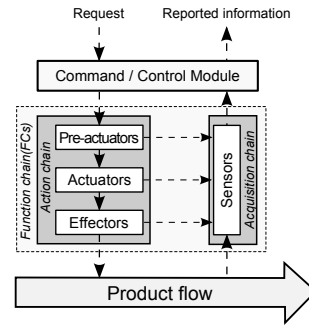 Request
Reported information
Command / Control Module
Function chain(FCs)
Action chain
Pre-actuators
Actuators
Effectors
Sensors
Acquisition chain
Product flow